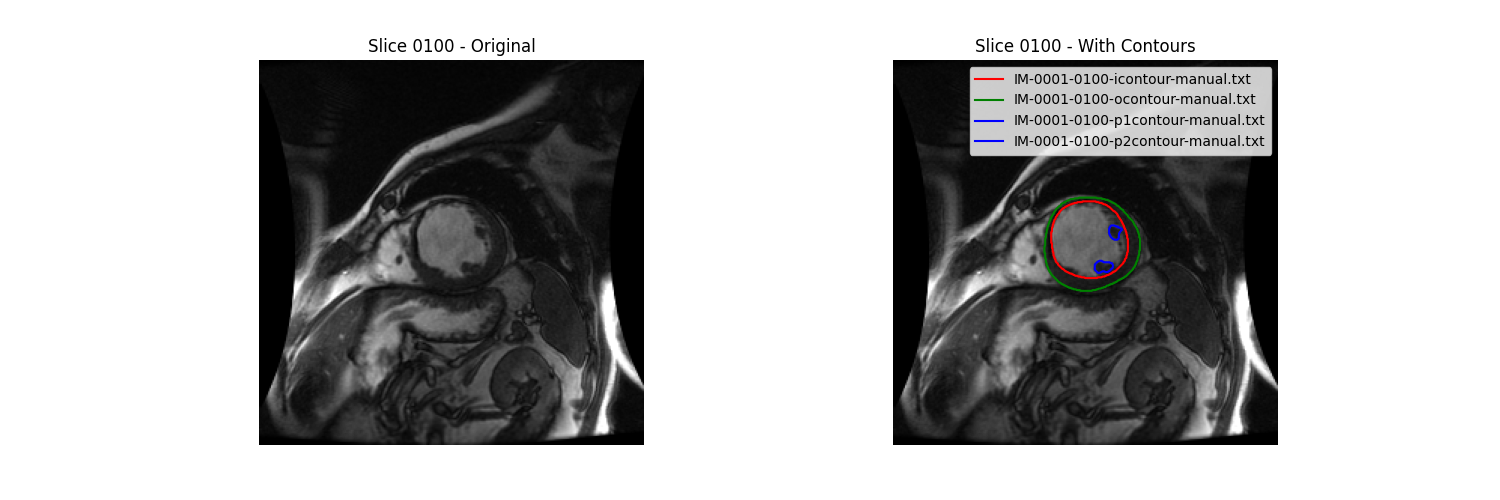 Slice 0100 - Original
Slice 0100 - With Contours
IM-0001-0100-icontour-manual.txt
IM-0001-0100-ocontour-manual.txt
IM-0001-0100-p1contour-manual.txt
IM-0001-0100-p2contour-manual.txt